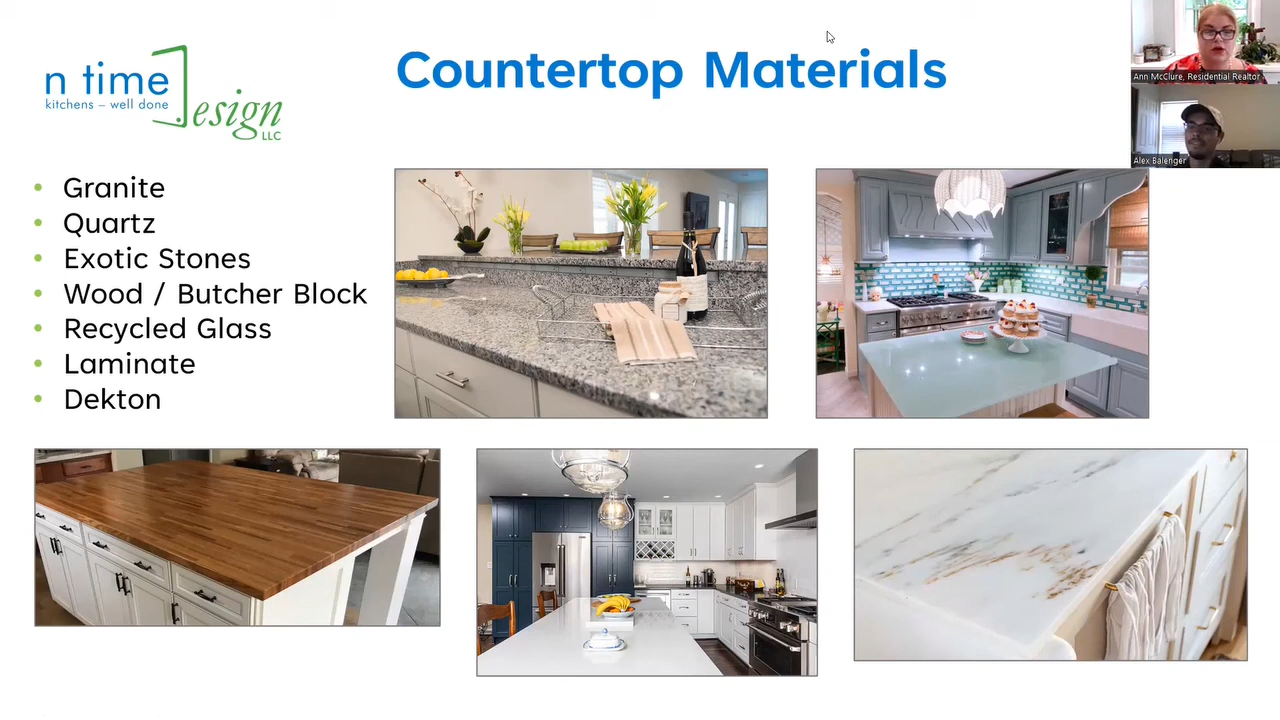 n time
kitchens – well done
Design
LLC
Countertop Materials
Ann McClure, Residential Realtor
Alex Balenger
• Granite
• Quartz
• Exotic Stones
• Wood / Butcher Block
• Recycled Glass
• Laminate
• Dekton